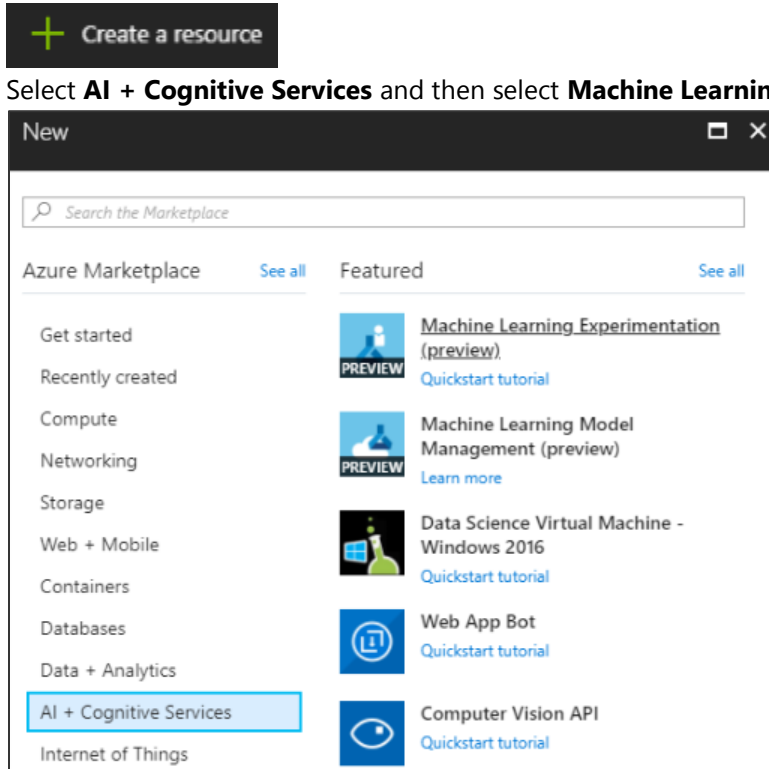 Create a resource
Select AI + Cognitive Services and then select Machine Learnin
New
Search the Marketplace
Azure Marketplace See all
Get started
Recently created
Compute
Networking
Storage
Web + Mobile
Containers
Databases
Data + Analytics
AI + Cognitive Services
Internet of Things
Featured See all
PREVIEW
Machine Learning Experimentation
(preview)
Quickstart tutorial
PREVIEW
Machine Learning Model
Management (preview)
Learn more
Data Science Virtual Machine -
Windows 2016
Quickstart tutorial
Web App Bot
Quickstart tutorial
Computer Vision API
Quickstart tutorial